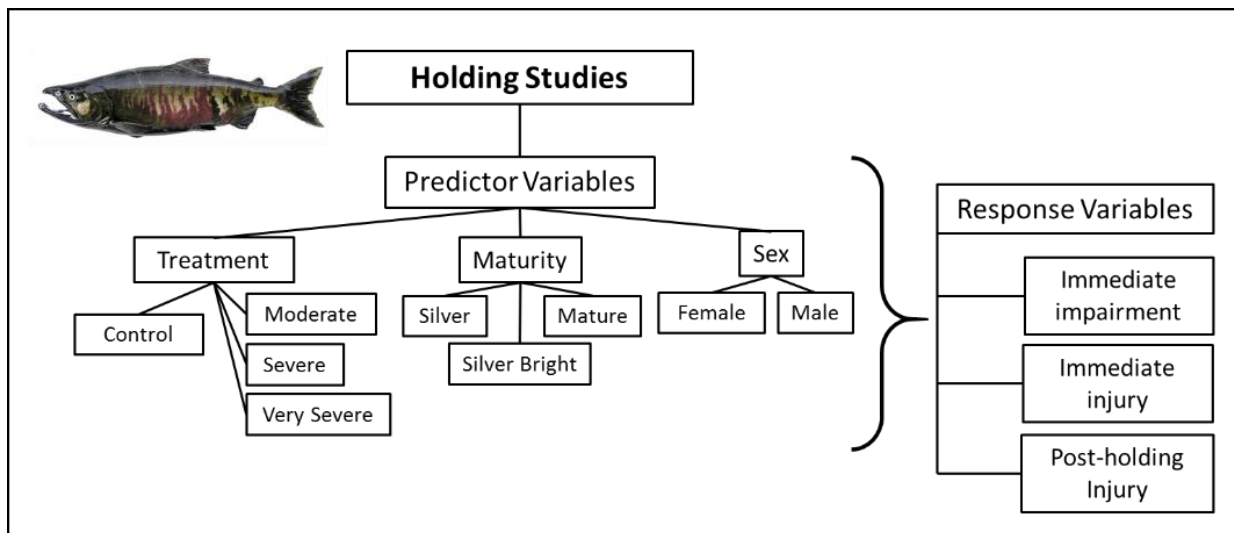 Holding Studies
Predictor Variables
Response Variables
Treatment
Maturity
Sex
Control
Moderate
Severe
Very Severe
Silver
Silver Bright
Mature
Female
Male
Immediate
impairment
Immediate
injury
Post-holding
Injury